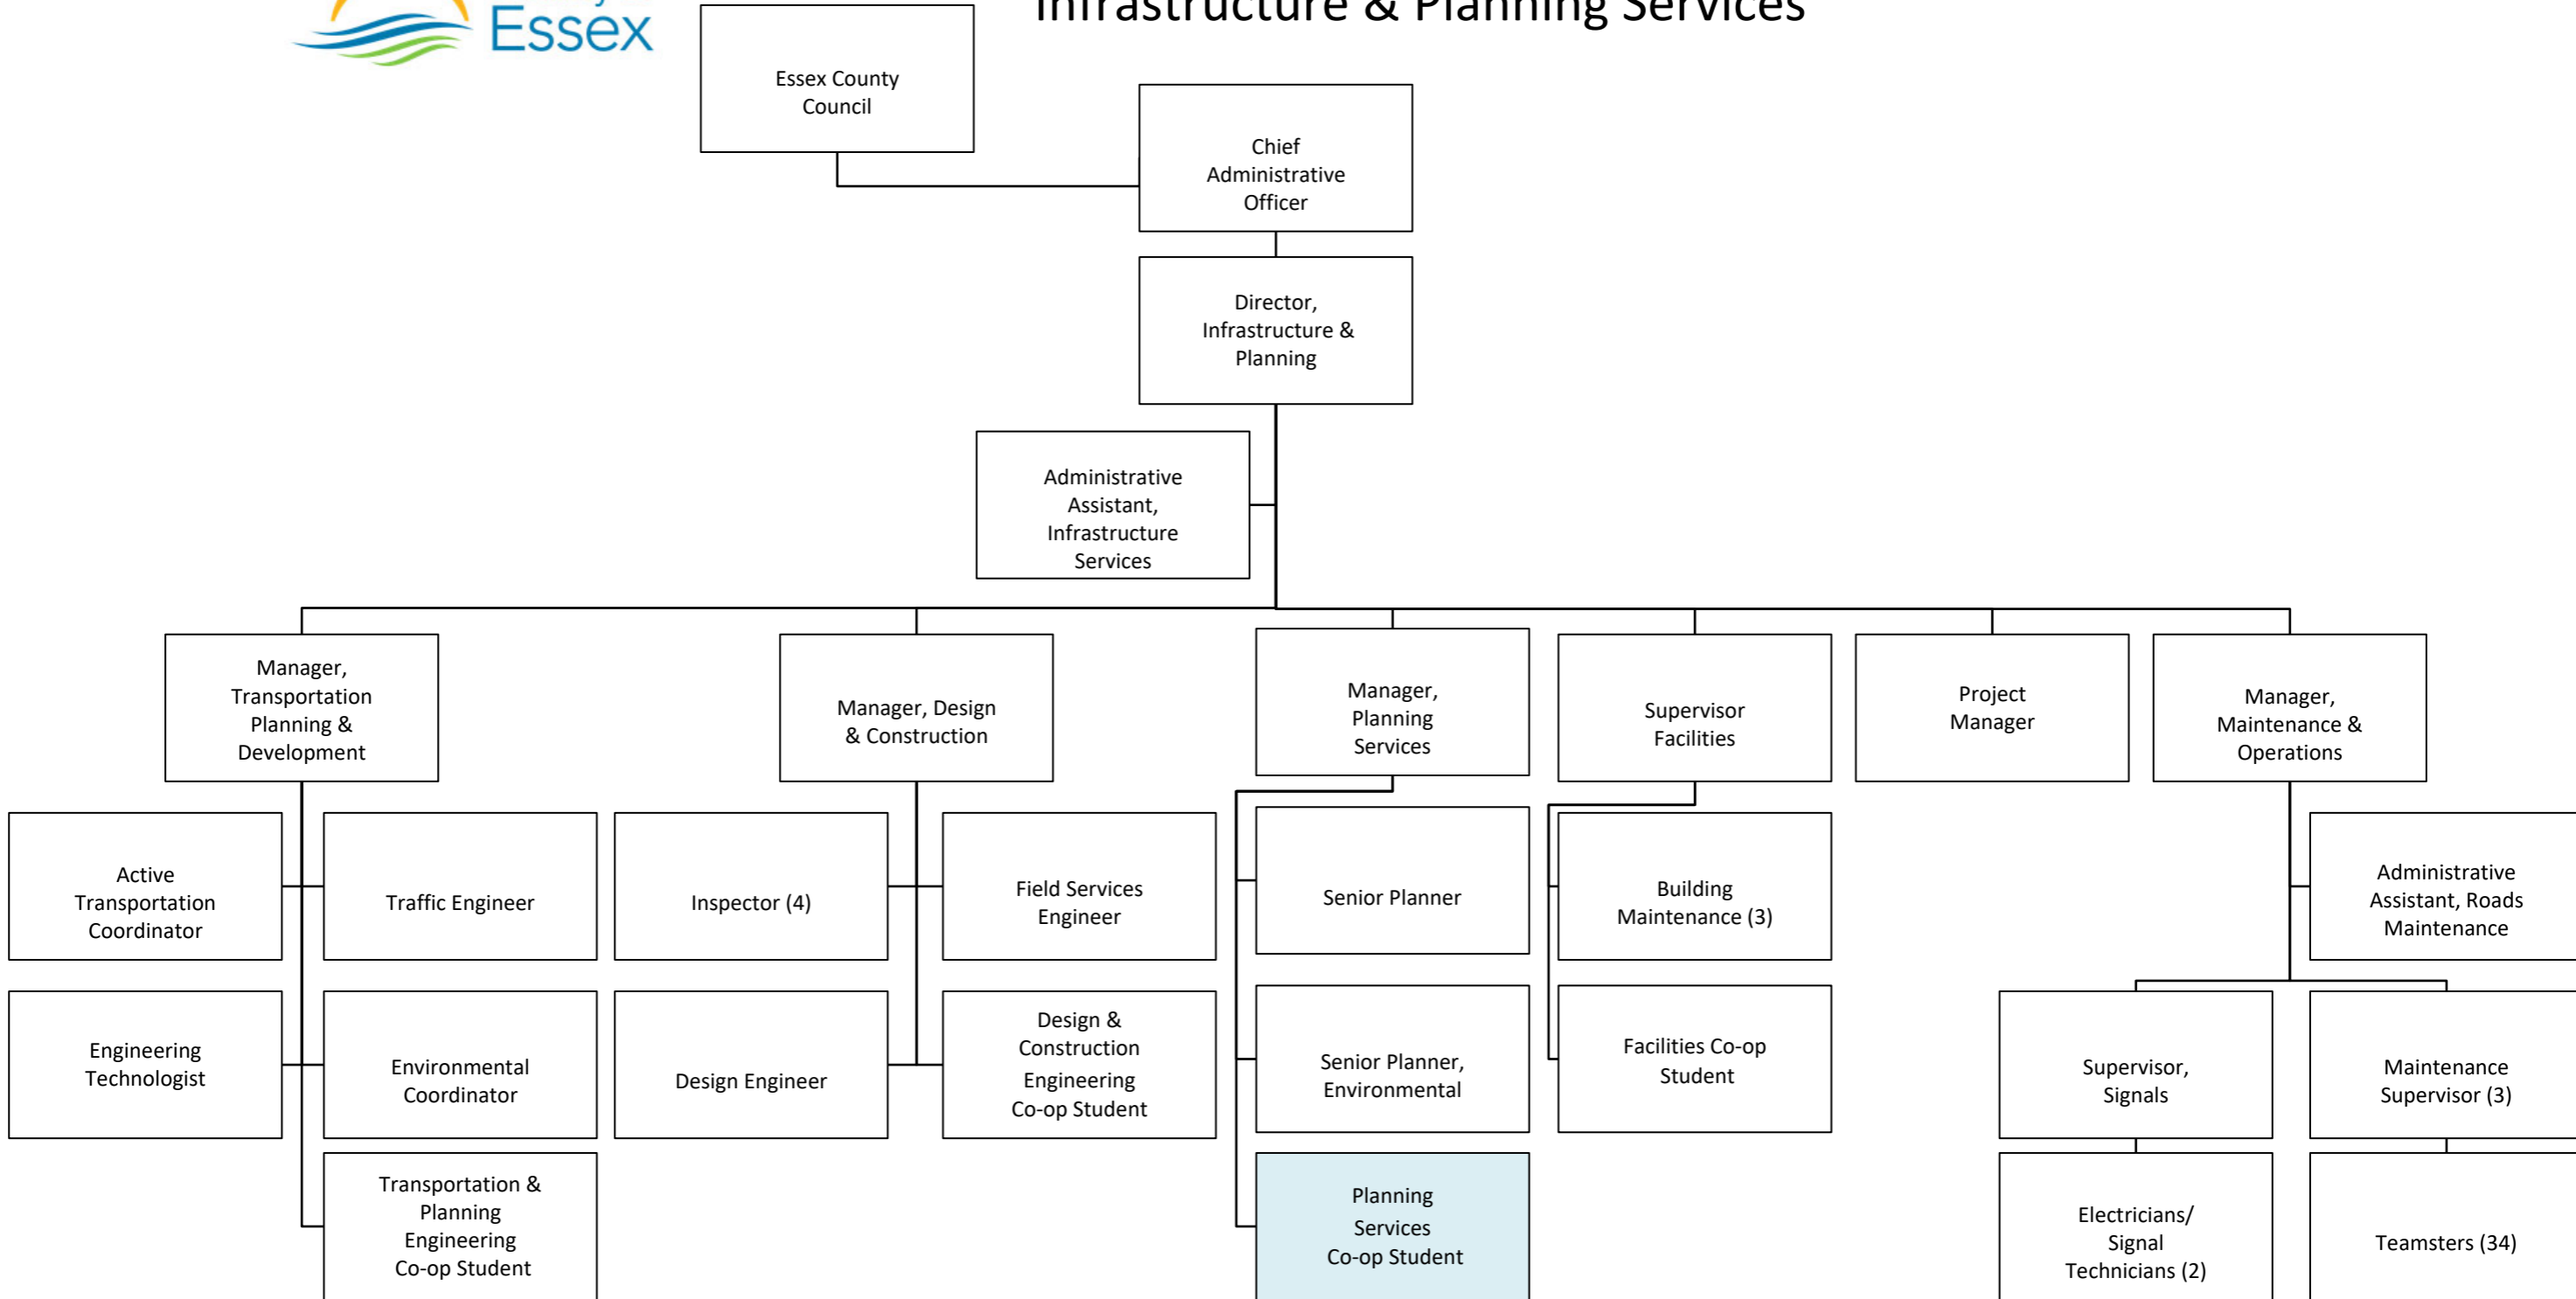 Infrastructure & Planning Services
Essex
Essex County
Council
Chief
Administrative
Officer
Director,
Infrastructure &
Planning
Administrative
Assistant,
Infrastructure
Services
Manager,
Transportation
Planning &
Development
Manager, Design
& Construction
Manager,
Planning
Services
Supervisor
Facilities
Project
Manager
Manager,
Maintenance &
Operations
Active
Transportation
Coordinator
Traffic Engineer
Inspector (4)
Field Services
Engineer
Senior Planner
Building
Maintenance (3)
Administrative
Assistant, Roads
Maintenance
Engineering
Technologist
Environmental
Coordinator
Design Engineer
Design &
Construction
Engineering
Co-op Student
Senior Planner,
Environmental
Facilities Co-op
Student
Supervisor,
Signals
Maintenance
Supervisor (3)
Transportation &
Planning
Engineering
Co-op Student
Planning
Services
Co-op Student
Electricians/
Signal
Technicians (2)
Teamsters (34)